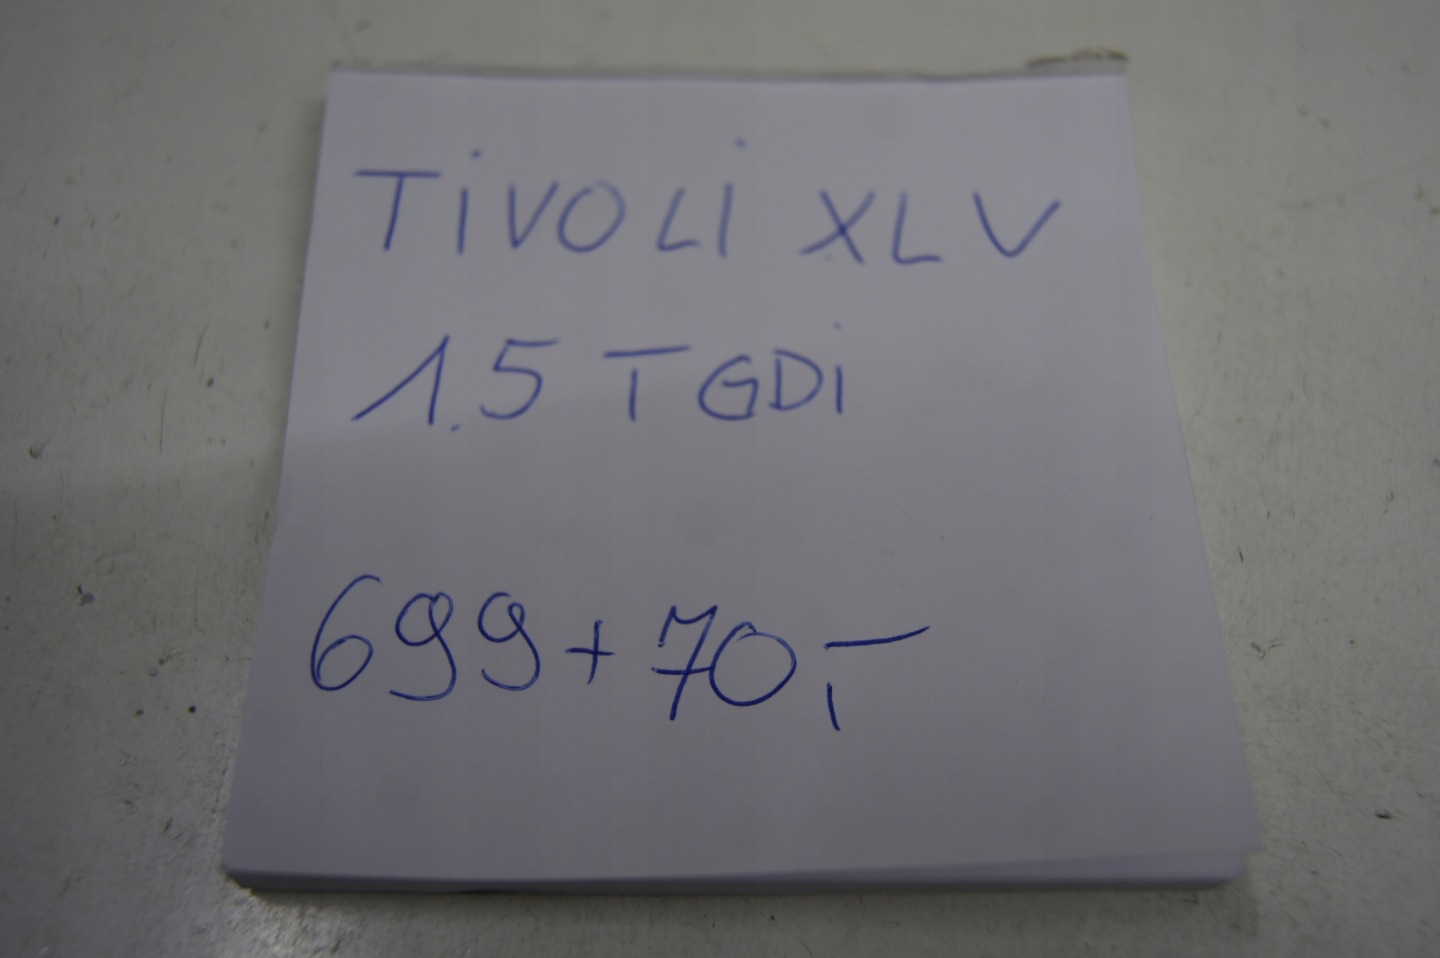 TiVOLi XLV
1.5 TGDi
699+70,-